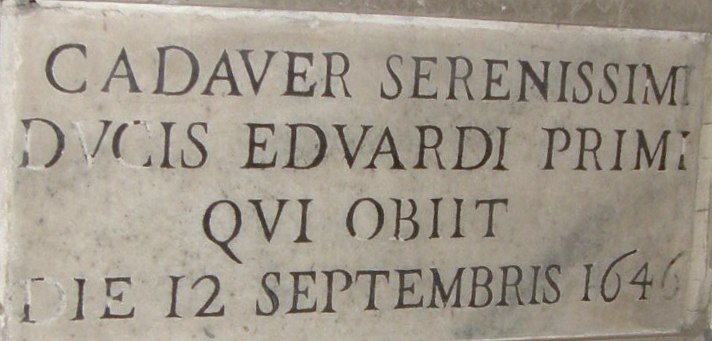 CADAVER SERENISSIMI
DVCIS EDVARDI PRIMI
QVI OBIIT
DIE 12 SEPTEMBRIS 1646